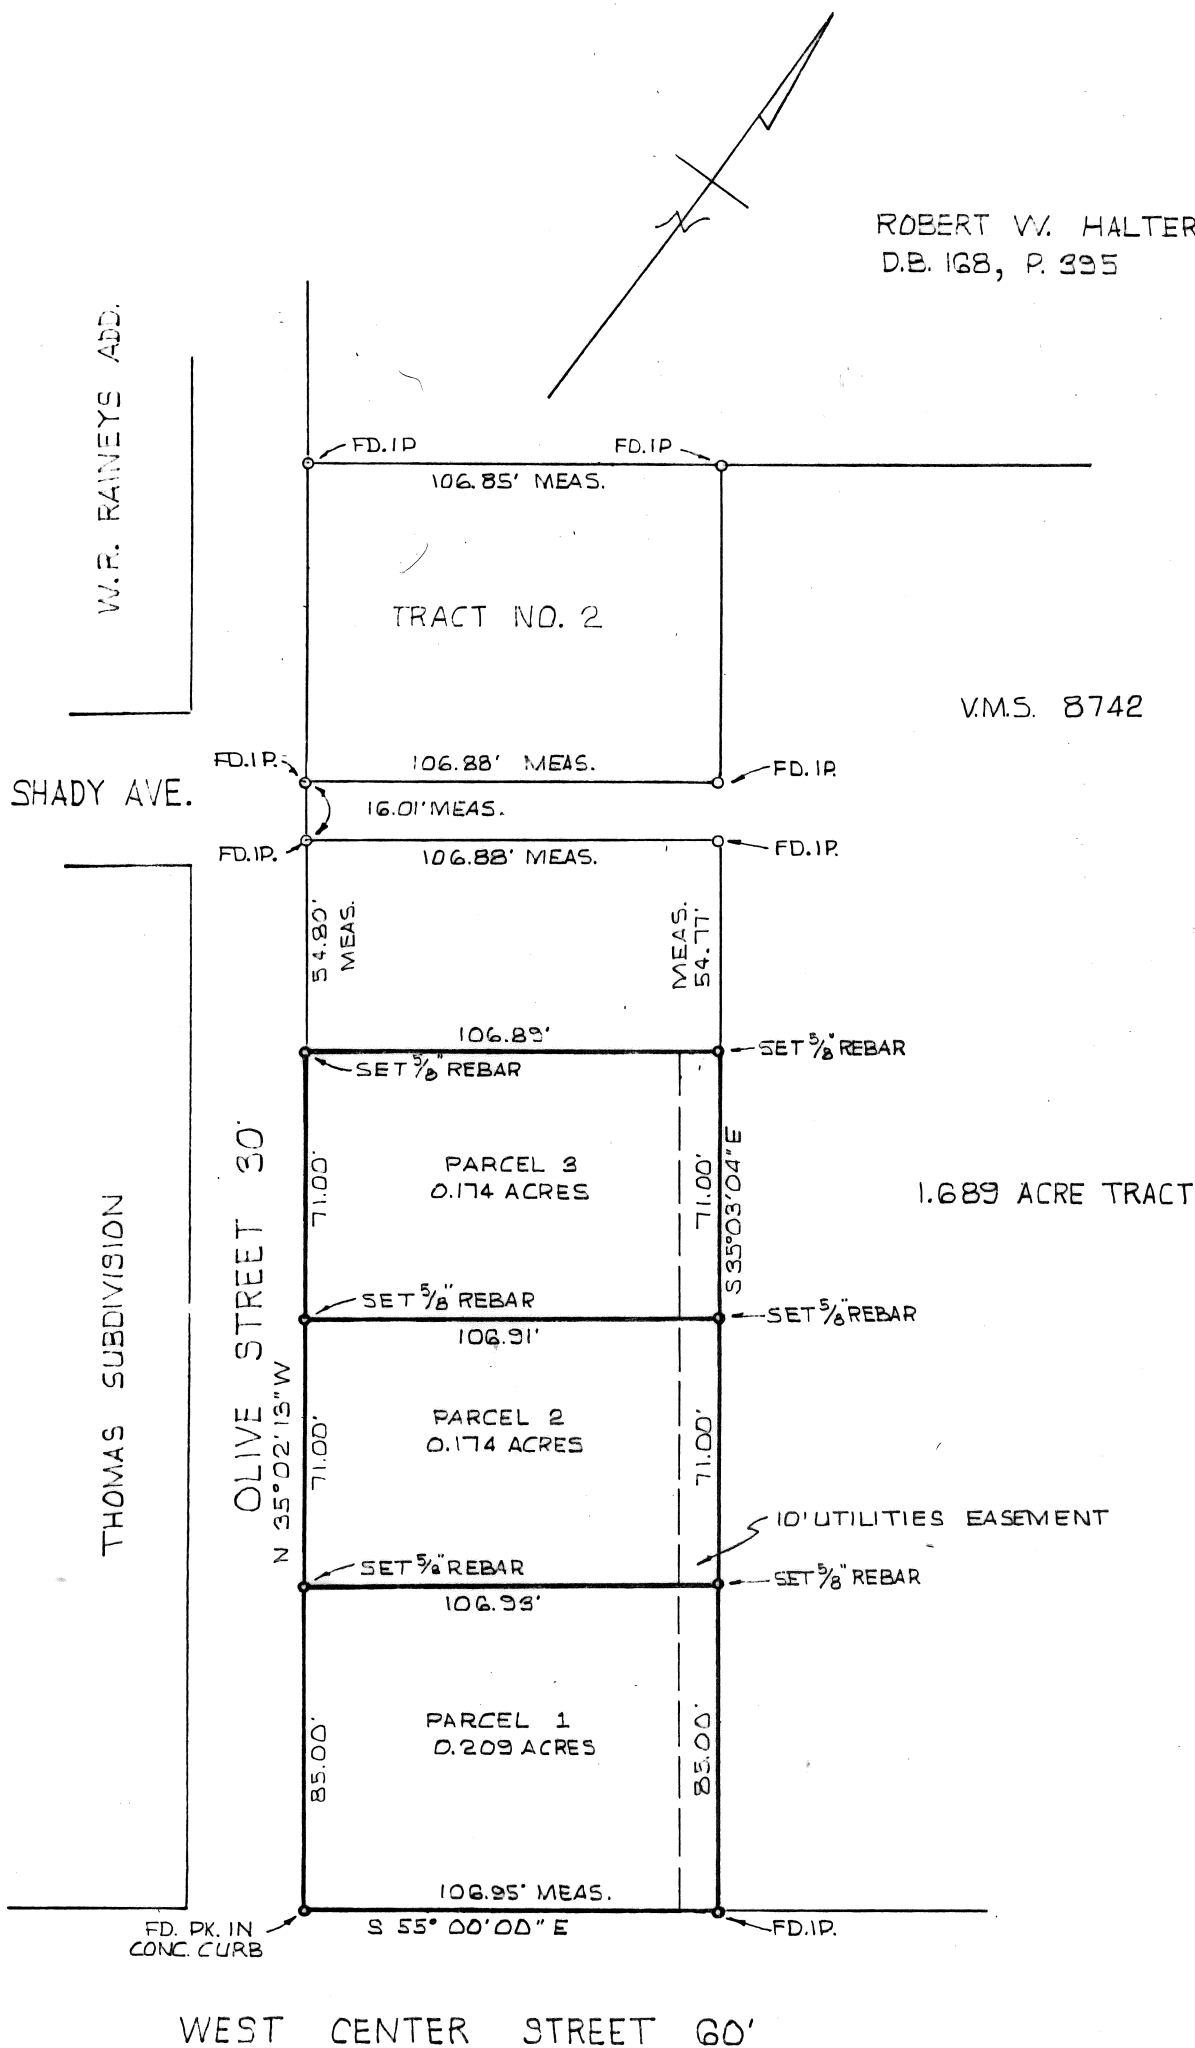 N
ROBERT W. HALTER
D.B. 168, P. 395
W.R. RAINEYS ADD.
FD. I P
FD. I P
106.85' MEAS.
TRACT NO. 2
V.M.S. 8742
SHADY AVE.
FD. I P.
106.88' MEAS.
FD. I P.
16.01' MEAS.
FD. I P.
106.88' MEAS.
FD. I P.
54.80'
MEAS.
MEAS.
54.77'
106.89'
SET 5/8" REBAR
SET 5/8" REBAR
71.00'
PARCEL 3
0.174 ACRES
71.00'
S 35° 03' 04" E
1.689 ACRE TRACT
THOMAS SUBDIVISION
OLIVE STREET 30'
N 35° 02' 13" W
SET 5/8" REBAR
SET 5/8" REBAR
106.91'
71.00'
PARCEL 2
0.174 ACRES
71.00'
10' UTILITIES EASEMENT
SET 5/8" REBAR
SET 5/8" REBAR
106.93'
85.00'
PARCEL 1
0.209 ACRES
85.00'
106.95' MEAS.
S 55° 00' 00" E
FD. PK. IN
CONC. CURB
FD. I P.
WEST CENTER STREET 60'